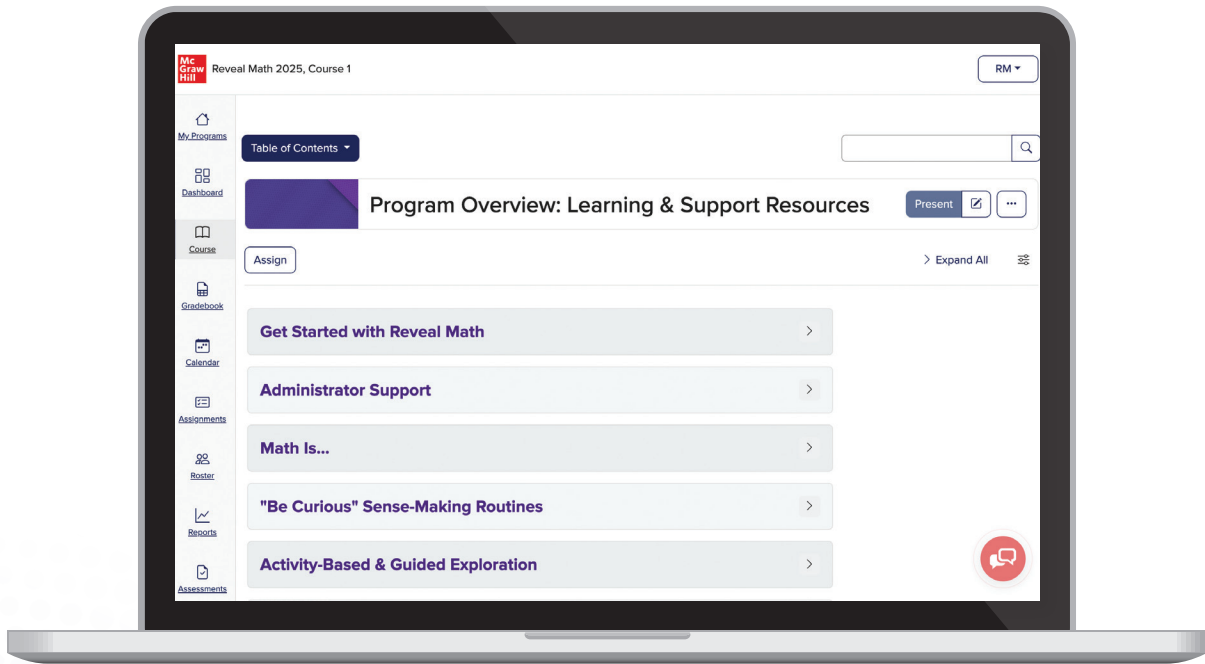 Mc
Graw
Hill
Reveal Math 2025, Course 1
RM
My Programs
Dashboard
Course
Gradebook
Calendar
Assignments
Roster
Reports
Assessments
Table of Contents
Program Overview: Learning & Support Resources
Present
Assign
Expand All
Get Started with Reveal Math
Administrator Support
Math Is...
"Be Curious" Sense-Making Routines
Activity-Based & Guided Exploration